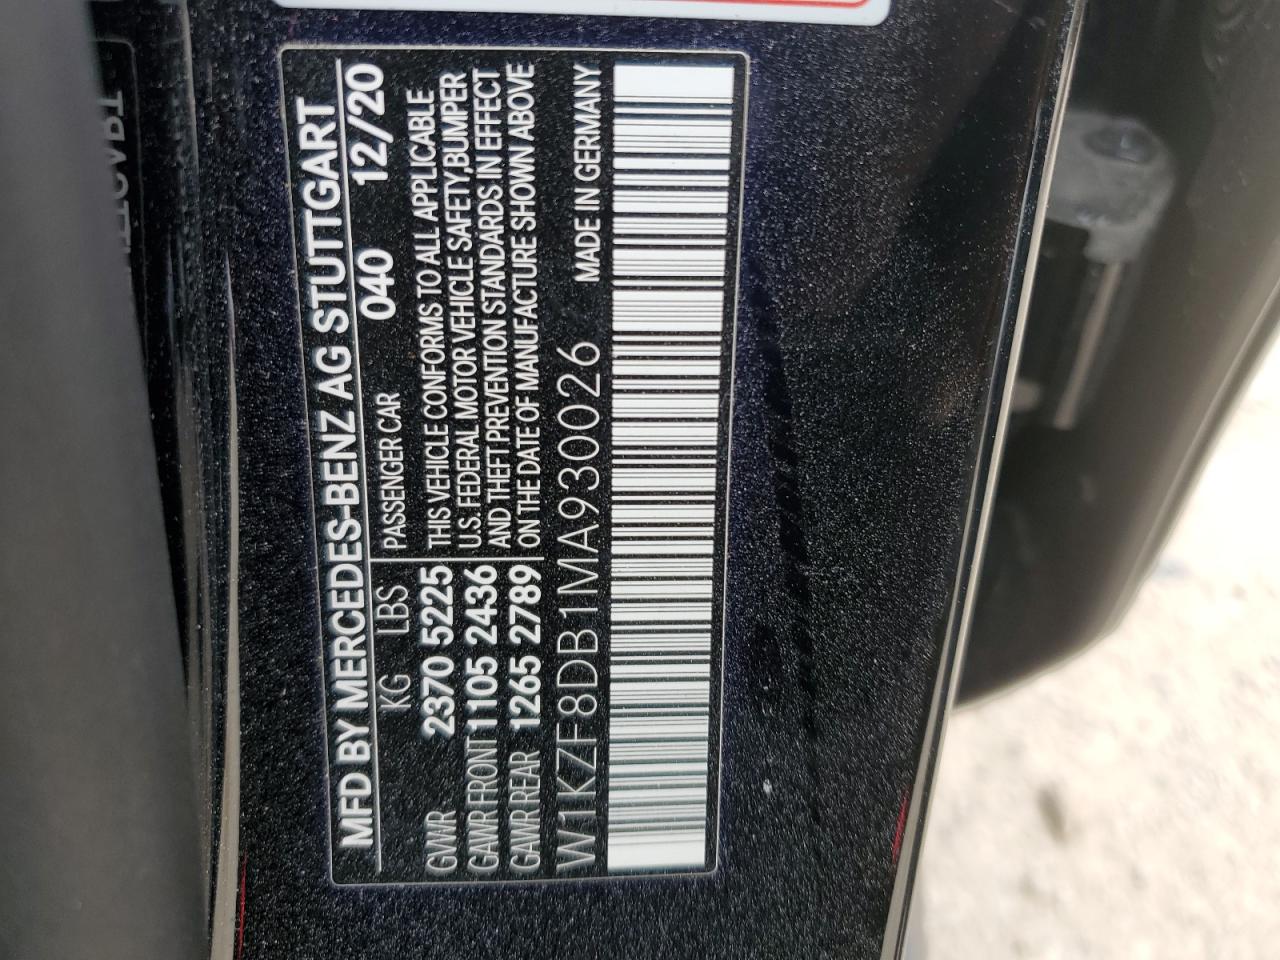 MFD BY MERCEDES-BENZ AG STUTTGART
KG LBS 040 12/20
PASSENGER CAR
GVWR 2370 5225
GAWR FRONT 1105 2436
GAWR REAR 1265 2789
THIS VEHICLE CONFORMS TO ALL APPLICABLE
U.S. FEDERAL MOTOR VEHICLE SAFETY,BUMPER
AND THEFT PREVENTION STANDARDS IN EFFECT
ON THE DATE OF MANUFACTURE SHOWN ABOVE
W1KZF8DB1MA930026 MADE IN GERMANY